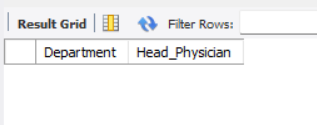 Result Grid Filter Rows:
Department Head_Physician